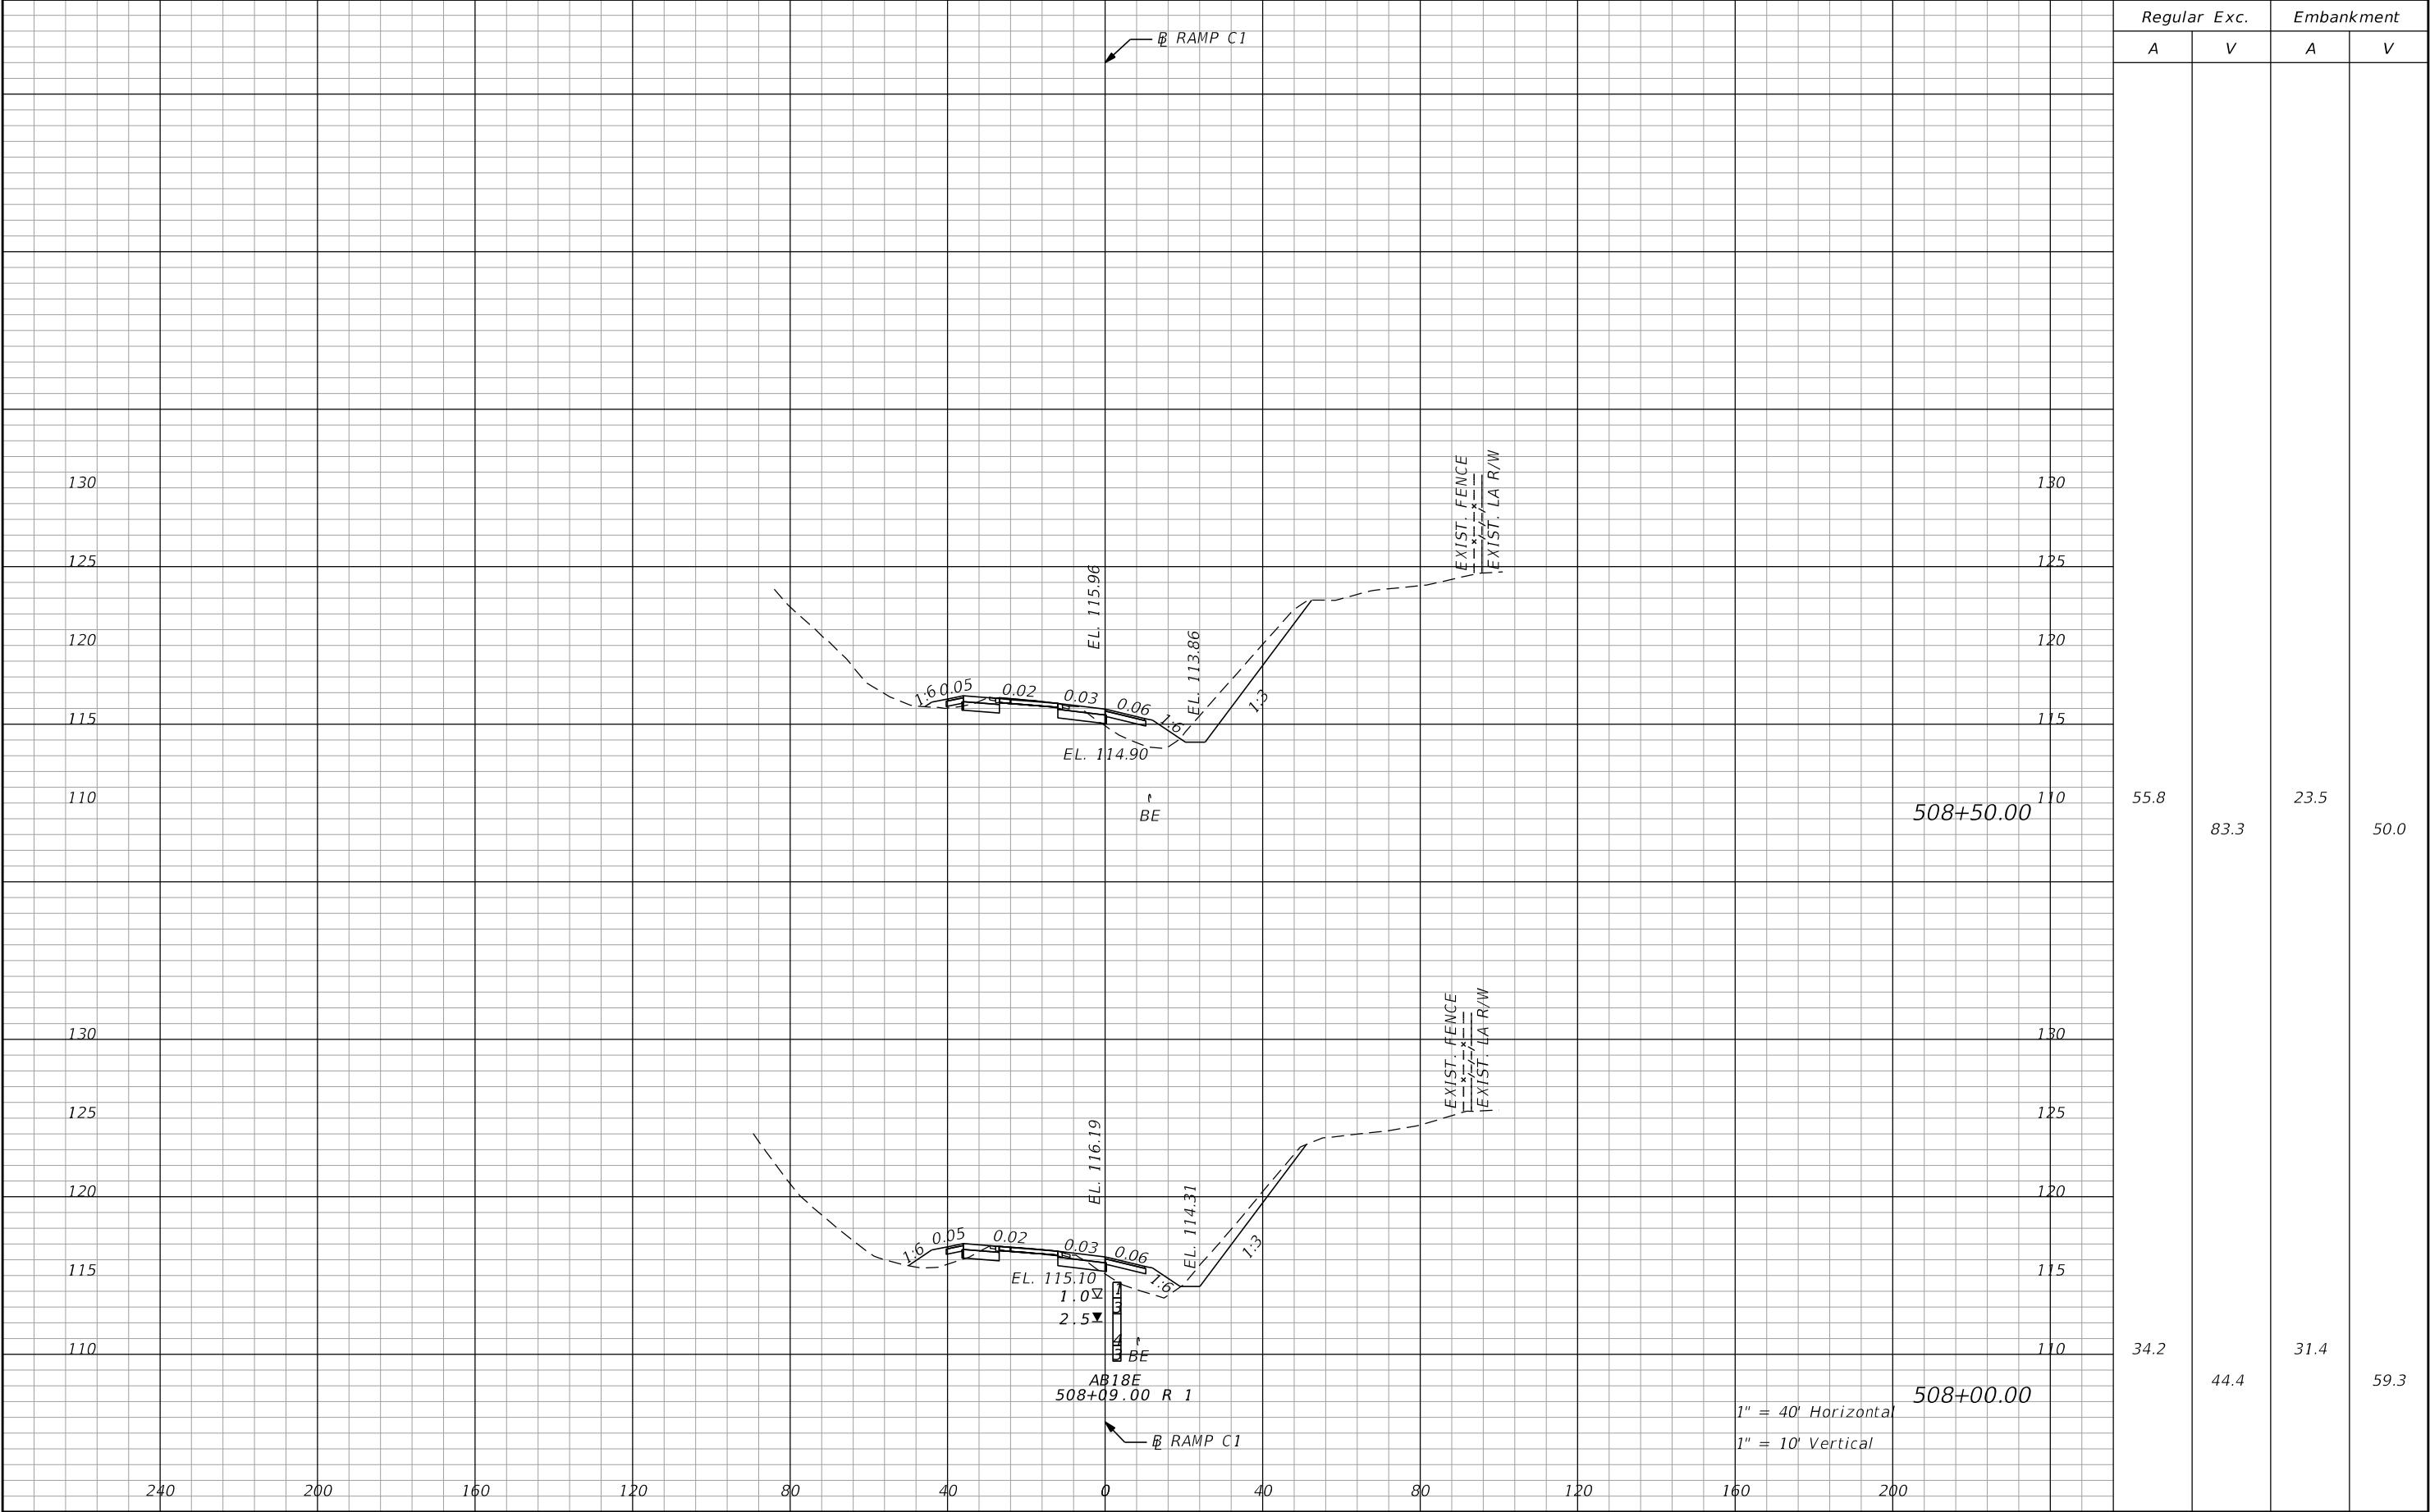 Regular Exc. Embankment
A V A V
BL RAMP C1
130 EXIST. FENCE EXIST. LA R/W 130
125 EL. 115.96 125
120 EL. 113.86 120
1:6 0.05 0.02 0.03 0.06 1:6 1:3
115 115
EL. 114.90
110 BE 508+50.00 110 55.8 23.5
83.3 50.0
130 EXIST. FENCE EXIST. LA R/W 130
125 EL. 116.19 125
120 EL. 114.31 120
1:6 0.05 0.02 0.03 0.06 1:6 1:3
115 EL. 115.10 115
1.0 1
3
2.5
4
110 3 BE 110 34.2 31.4
AB18E 44.4 59.3
508+09.00 R 1 508+00.00
1" = 40' Horizontal
BL RAMP C1 1" = 10' Vertical
240 200 160 120 80 40 0 40 80 120 160 200